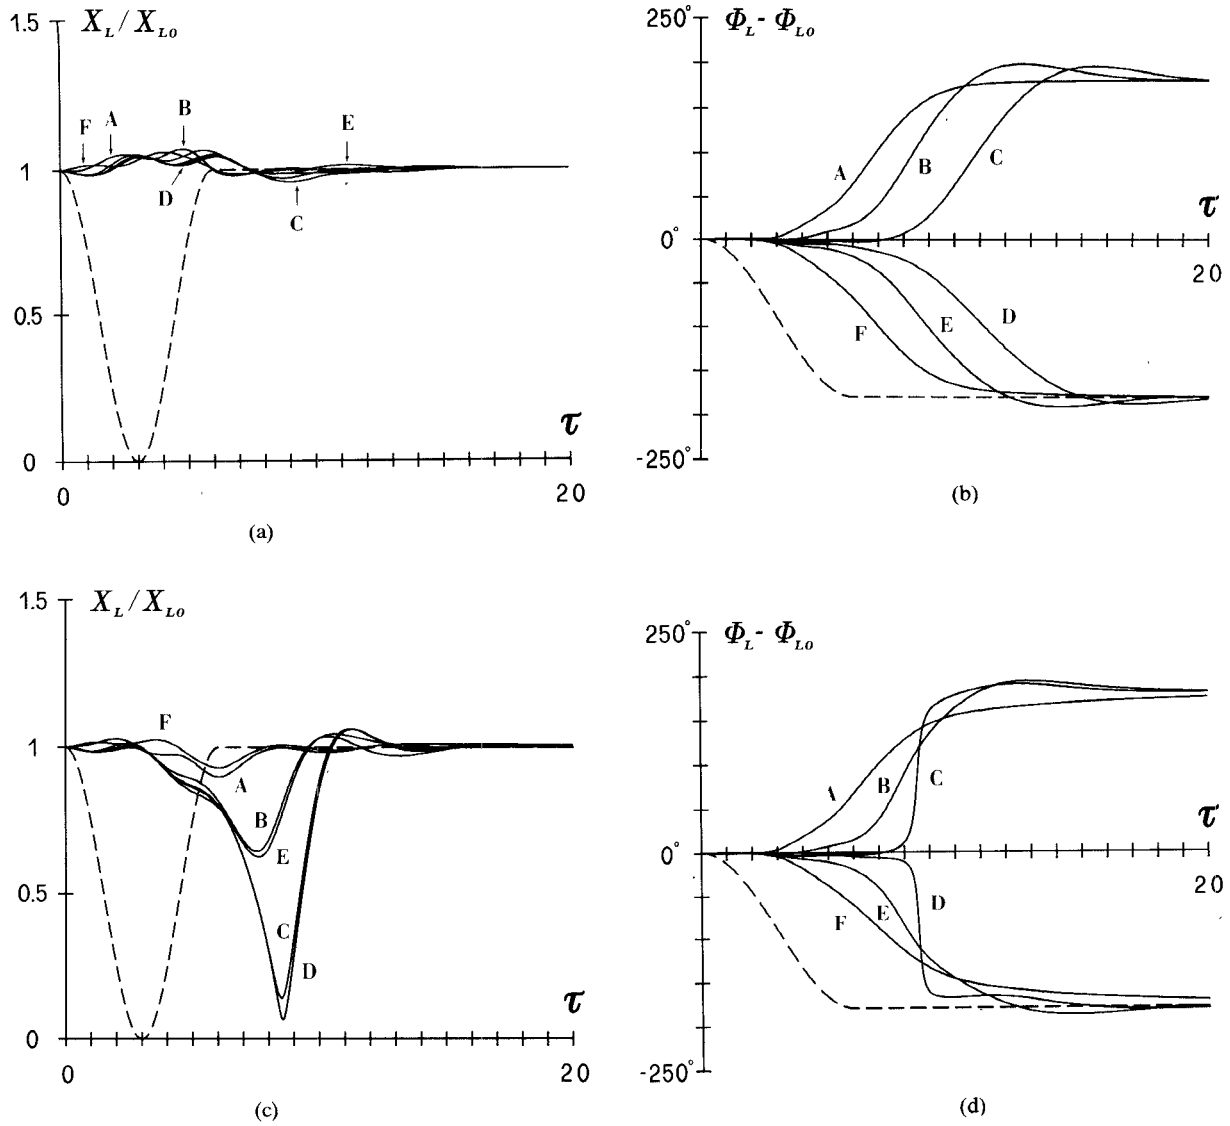 1.5 X_L / X_LO
F A B E
1
D C
0.5
τ
0
0 20
(a)
250° Φ_L - Φ_LO
A B C
τ
0°
20
F E D
-250°
(b)
1.5 X_L / X_LO
F
1
A
B
E
0.5
C
D
τ
0
0 20
(c)
250° Φ_L - Φ_LO
A B C
τ
0°
20
F E D
-250°
(d)